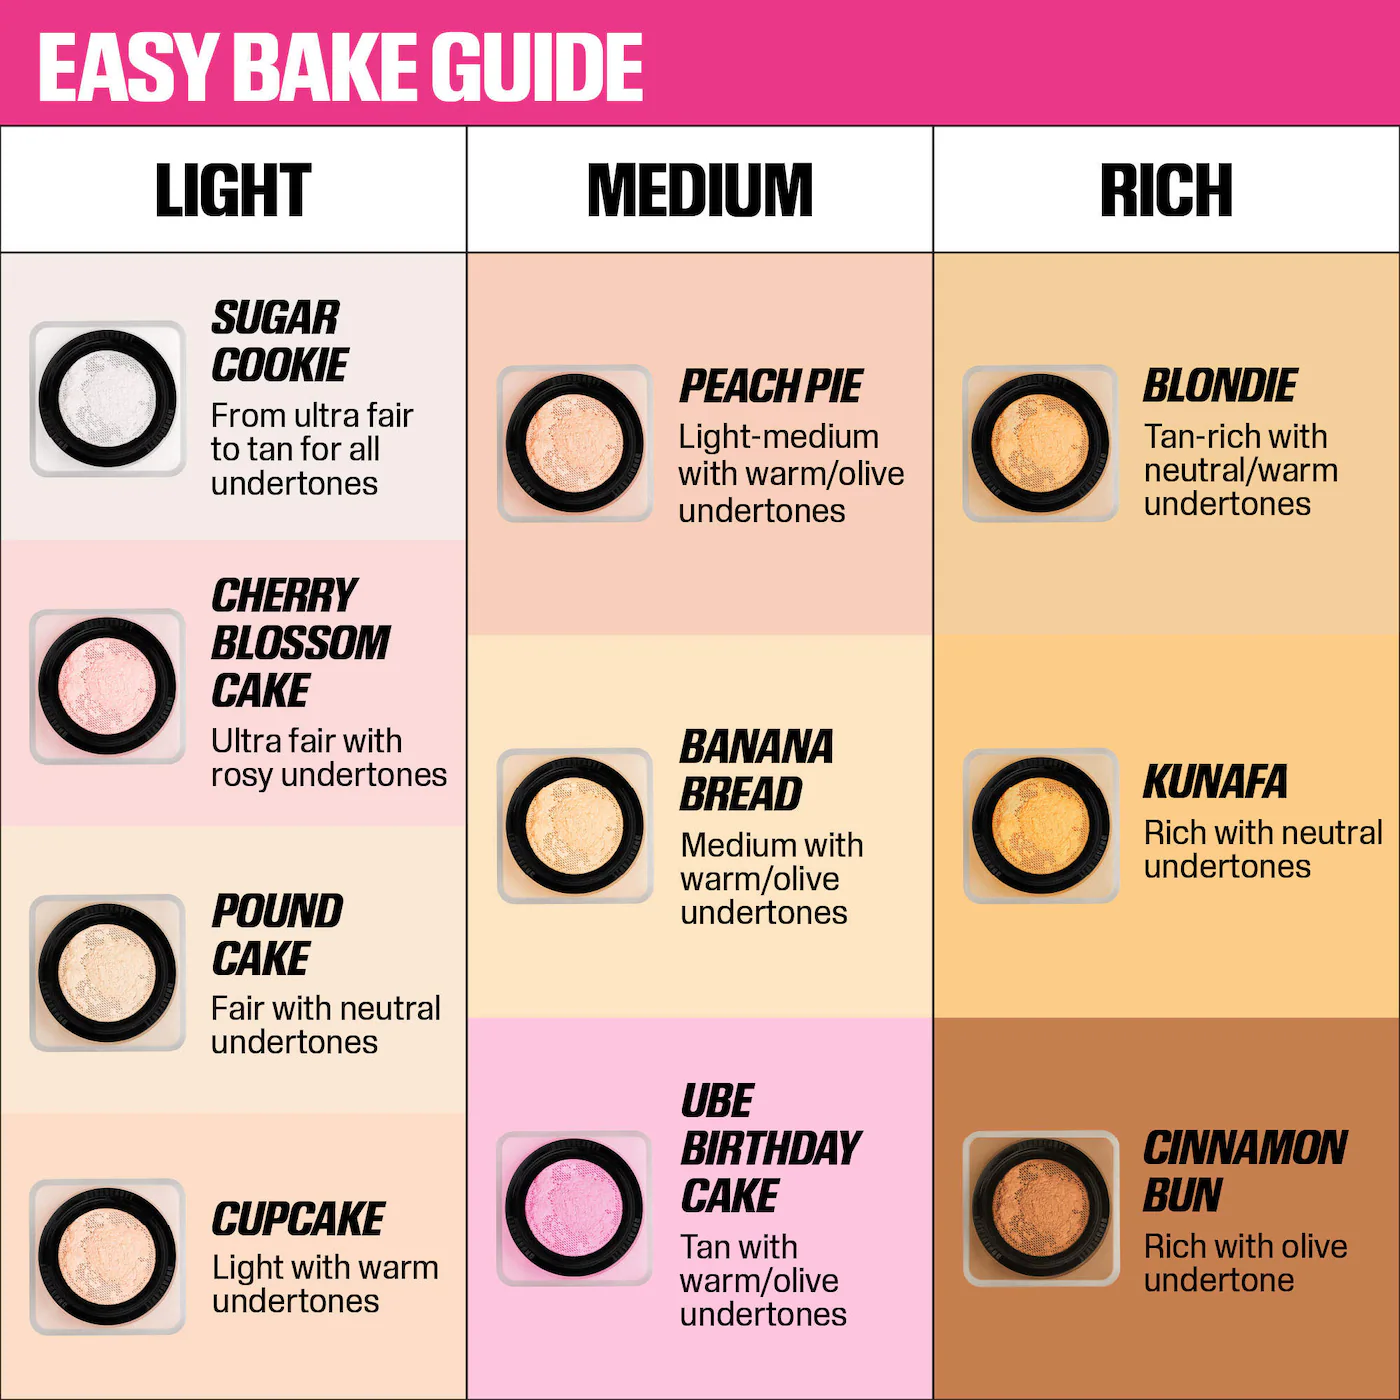 EASY BAKE GUIDE
LIGHT
MEDIUM
RICH
SUGAR
COOKIE
From ultra fair
to tan for all
undertones
CHERRY
BLOSSOM
CAKE
Ultra fair with
rosy undertones
POUND
CAKE
Fair with neutral
undertones
CUPCAKE
Light with warm
undertones
PEACH PIE
Light-medium
with warm/olive
undertones
BANANA
BREAD
Medium with
warm/olive
undertones
UBE
BIRTHDAY
CAKE
Tan with
warm/olive
undertones
BLONDIE
Tan-rich with
neutral/warm
undertones
KUNAFA
Rich with neutral
undertones
CINNAMON
BUN
Rich with olive
undertone